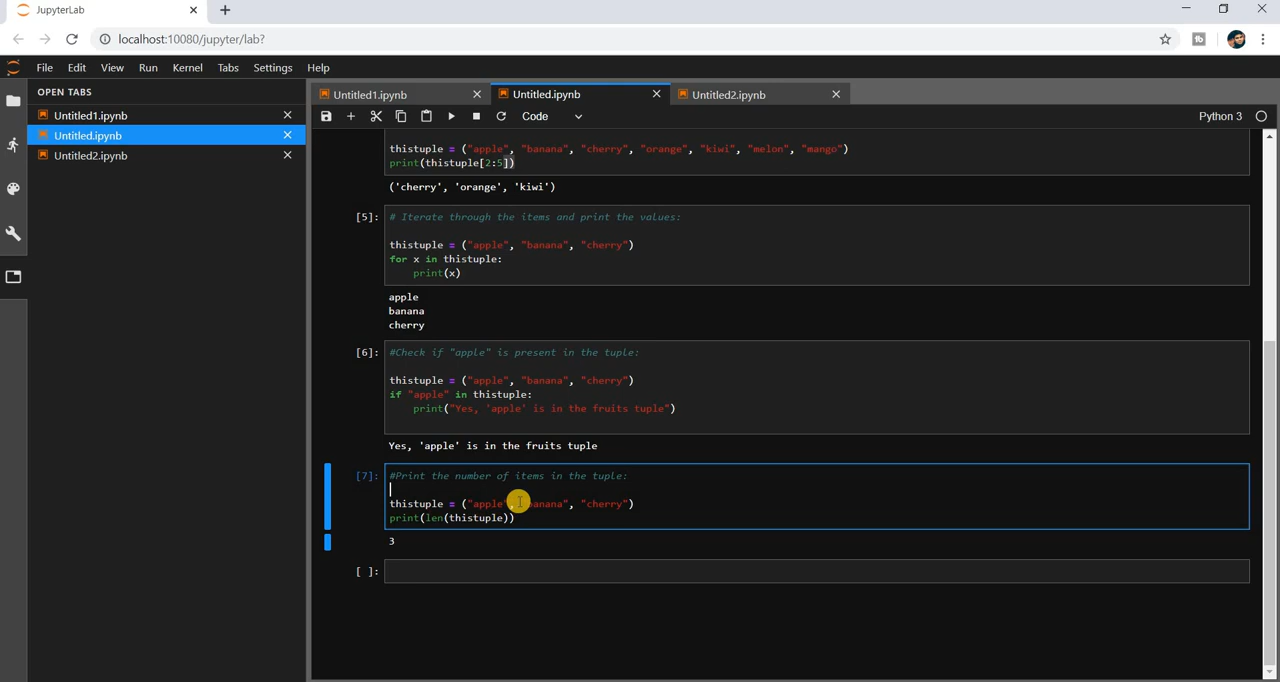 JupyterLab
localhost:10080/jupyter/lab?
File Edit View Run Kernel Tabs Settings Help
OPEN TABS
Untitled1.ipynb
Untitled.ipynb
Untitled2.ipynb
Untitled1.ipynb Untitled.ipynb Untitled2.ipynb
Code Python 3
thistuple = ("apple", "banana", "cherry", "orange", "kiwi", "melon", "mango")
print(thistuple[2:5])
('cherry', 'orange', 'kiwi')
[5]: # Iterate through the items and print the values:
thistuple = ("apple", "banana", "cherry")
for x in thistuple:
print(x)
apple
banana
cherry
[6]: #Check if "apple" is present in the tuple:
thistuple = ("apple", "banana", "cherry")
if "apple" in thistuple:
print("Yes, 'apple' is in the fruits tuple")
Yes, 'apple' is in the fruits tuple
[7]: #Print the number of items in the tuple:
thistuple = ("apple", "banana", "cherry")
print(len(thistuple))
3
[ ]: